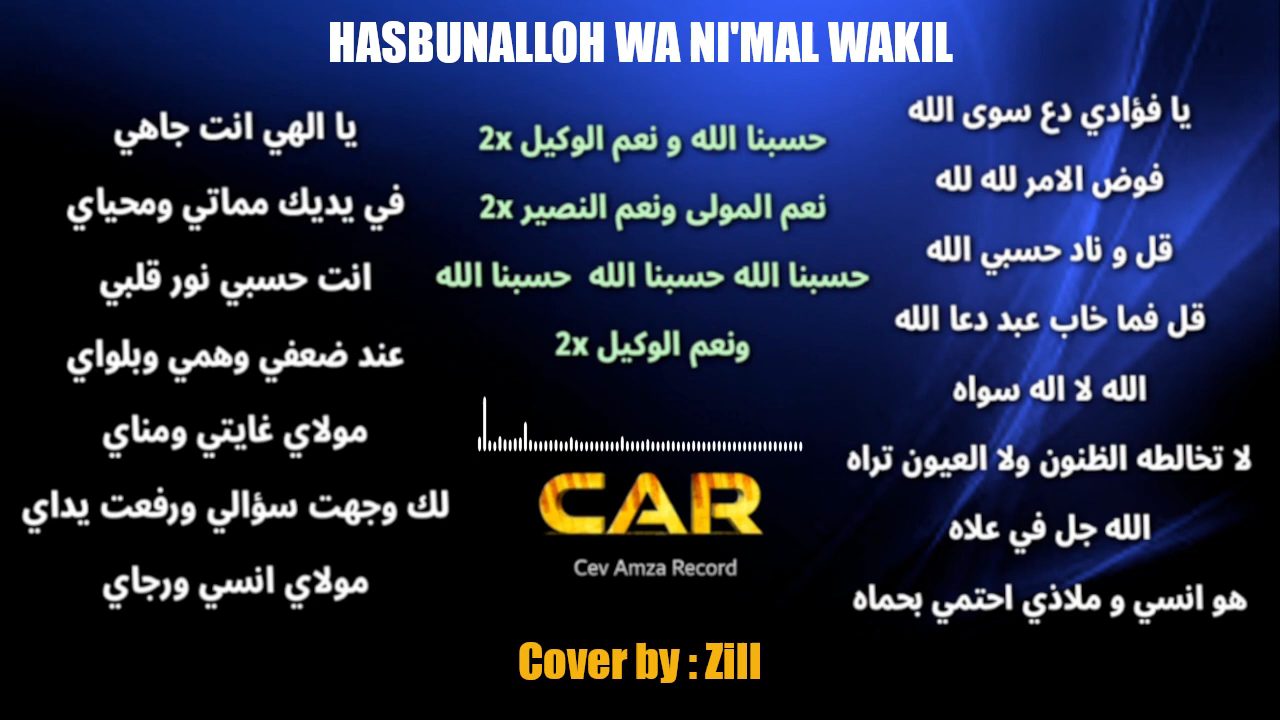 HASBUNALLOH WA NI'MAL WAKIL
يا فؤادي دع سوى الله
فوض الامر لله لله
قل و ناد حسبي الله
قل فما خاب عبد دعا الله
الله لا اله سواه
لا تخالطه الظنون ولا العيون تراه
الله جل في علاه
هو انسي و ملاذي احتمي بحماه
حسبنا الله و نعم الوكيل 2x
نعم المولى ونعم النصير 2x
حسبنا الله حسبنا الله حسبنا الله
ونعم الوكيل 2x
يا الهي انت جاهي
في يديك مماتي ومحياي
انت حسبي نور قلبي
عند ضعفي وهمي وبلواي
مولاي غايتي ومناي
لك وجهت سؤالي ورفعت يداي
مولاي انسي ورجاي
CAR
Cev Amza Record
Cover by : Zill